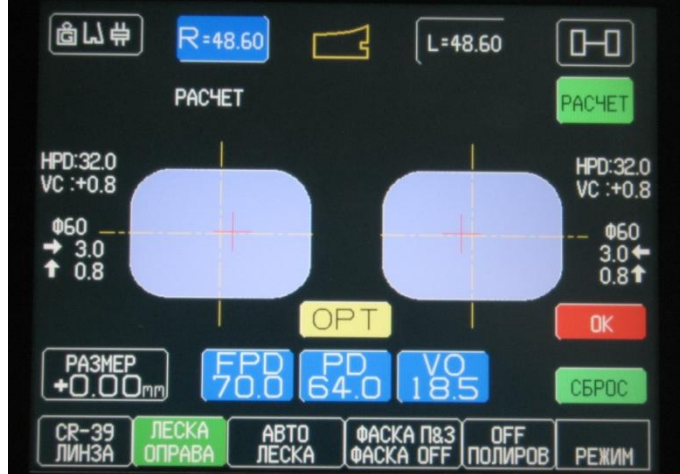 R=48.60
L=48.60
РАСЧЕТ
РАСЧЕТ
HPD:32.0
VC :+0.8
HPD:32.0
VC :+0.8
Φ60
→ 3.0
↑ 0.8
Φ60
3.0←
0.8↑
OPT
OK
РАЗМЕР
+0.00mm
FPD
70.0
PD
64.0
VO
18.5
СБРОС
CR-39
ЛИНЗА
ЛЕСКА
ОПРАВА
АВТО
ЛЕСКА
ФАСКА П&З
ФАСКА OFF
OFF
ПОЛИРОВ
РЕЖИМ